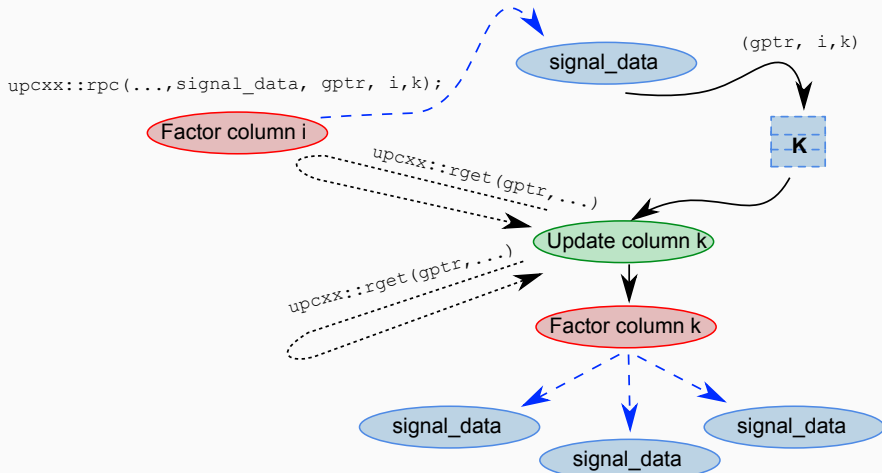 signal_data
(gptr, i,k)
upcxx::rpc(...,signal_data, gptr, i,k);
Factor column i
K
upcxx::rget(gptr,...)
Update column k
upcxx::rget(gptr,...)
Factor column k
signal_data
signal_data
signal_data